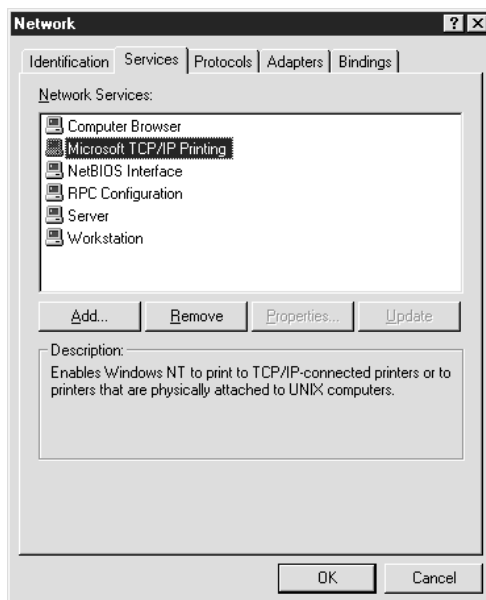 Network
Identification Services Protocols Adapters Bindings
Network Services:
Computer Browser
Microsoft TCP/IP Printing
NetBIOS Interface
RPC Configuration
Server
Workstation
Add... Remove Properties... Update
Description:
Enables Windows NT to print to TCP/IP-connected printers or to
printers that are physically attached to UNIX computers.
OK Cancel